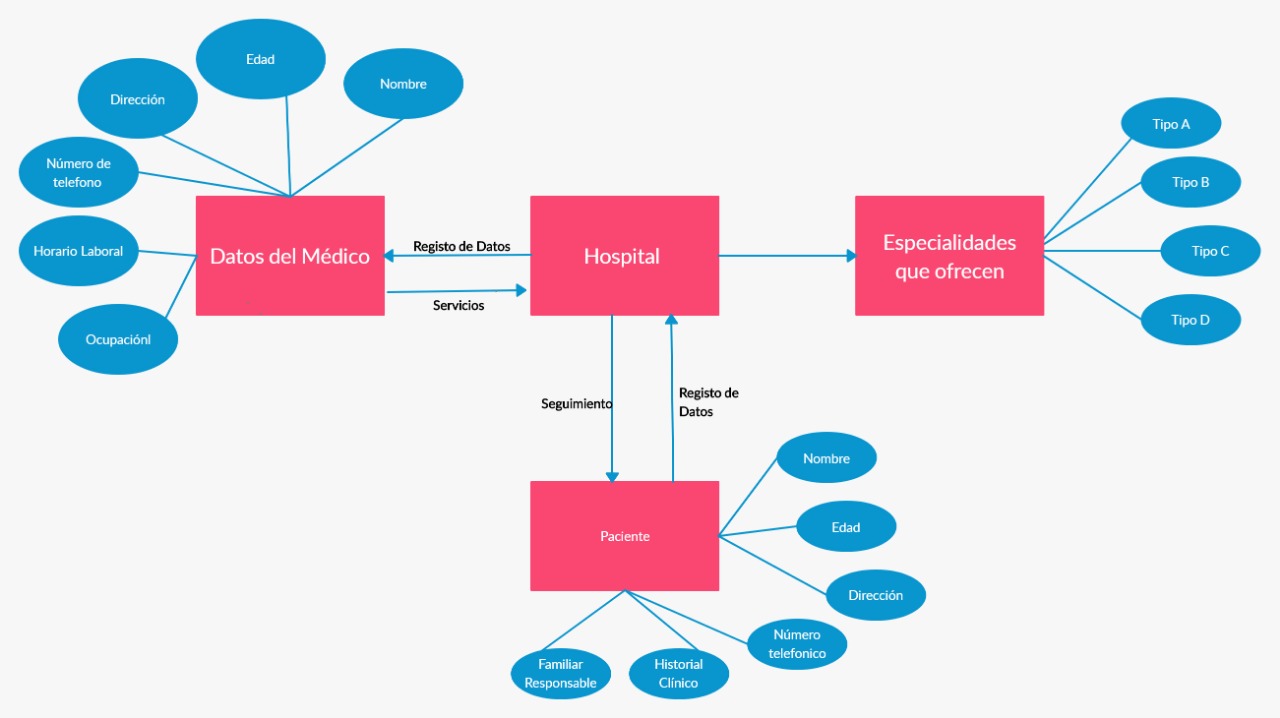 Edad
Nombre
Dirección
Número de
telefono
Horario Laboral
Ocupaciónl
Datos del Médico
Registo de Datos
Servicios
Hospital
Especialidades
que ofrecen
Tipo A
Tipo B
Tipo C
Tipo D
Seguimiento
Registo de
Datos
Paciente
Nombre
Edad
Dirección
Número
telefonico
Historial
Clínico
Familiar
Responsable